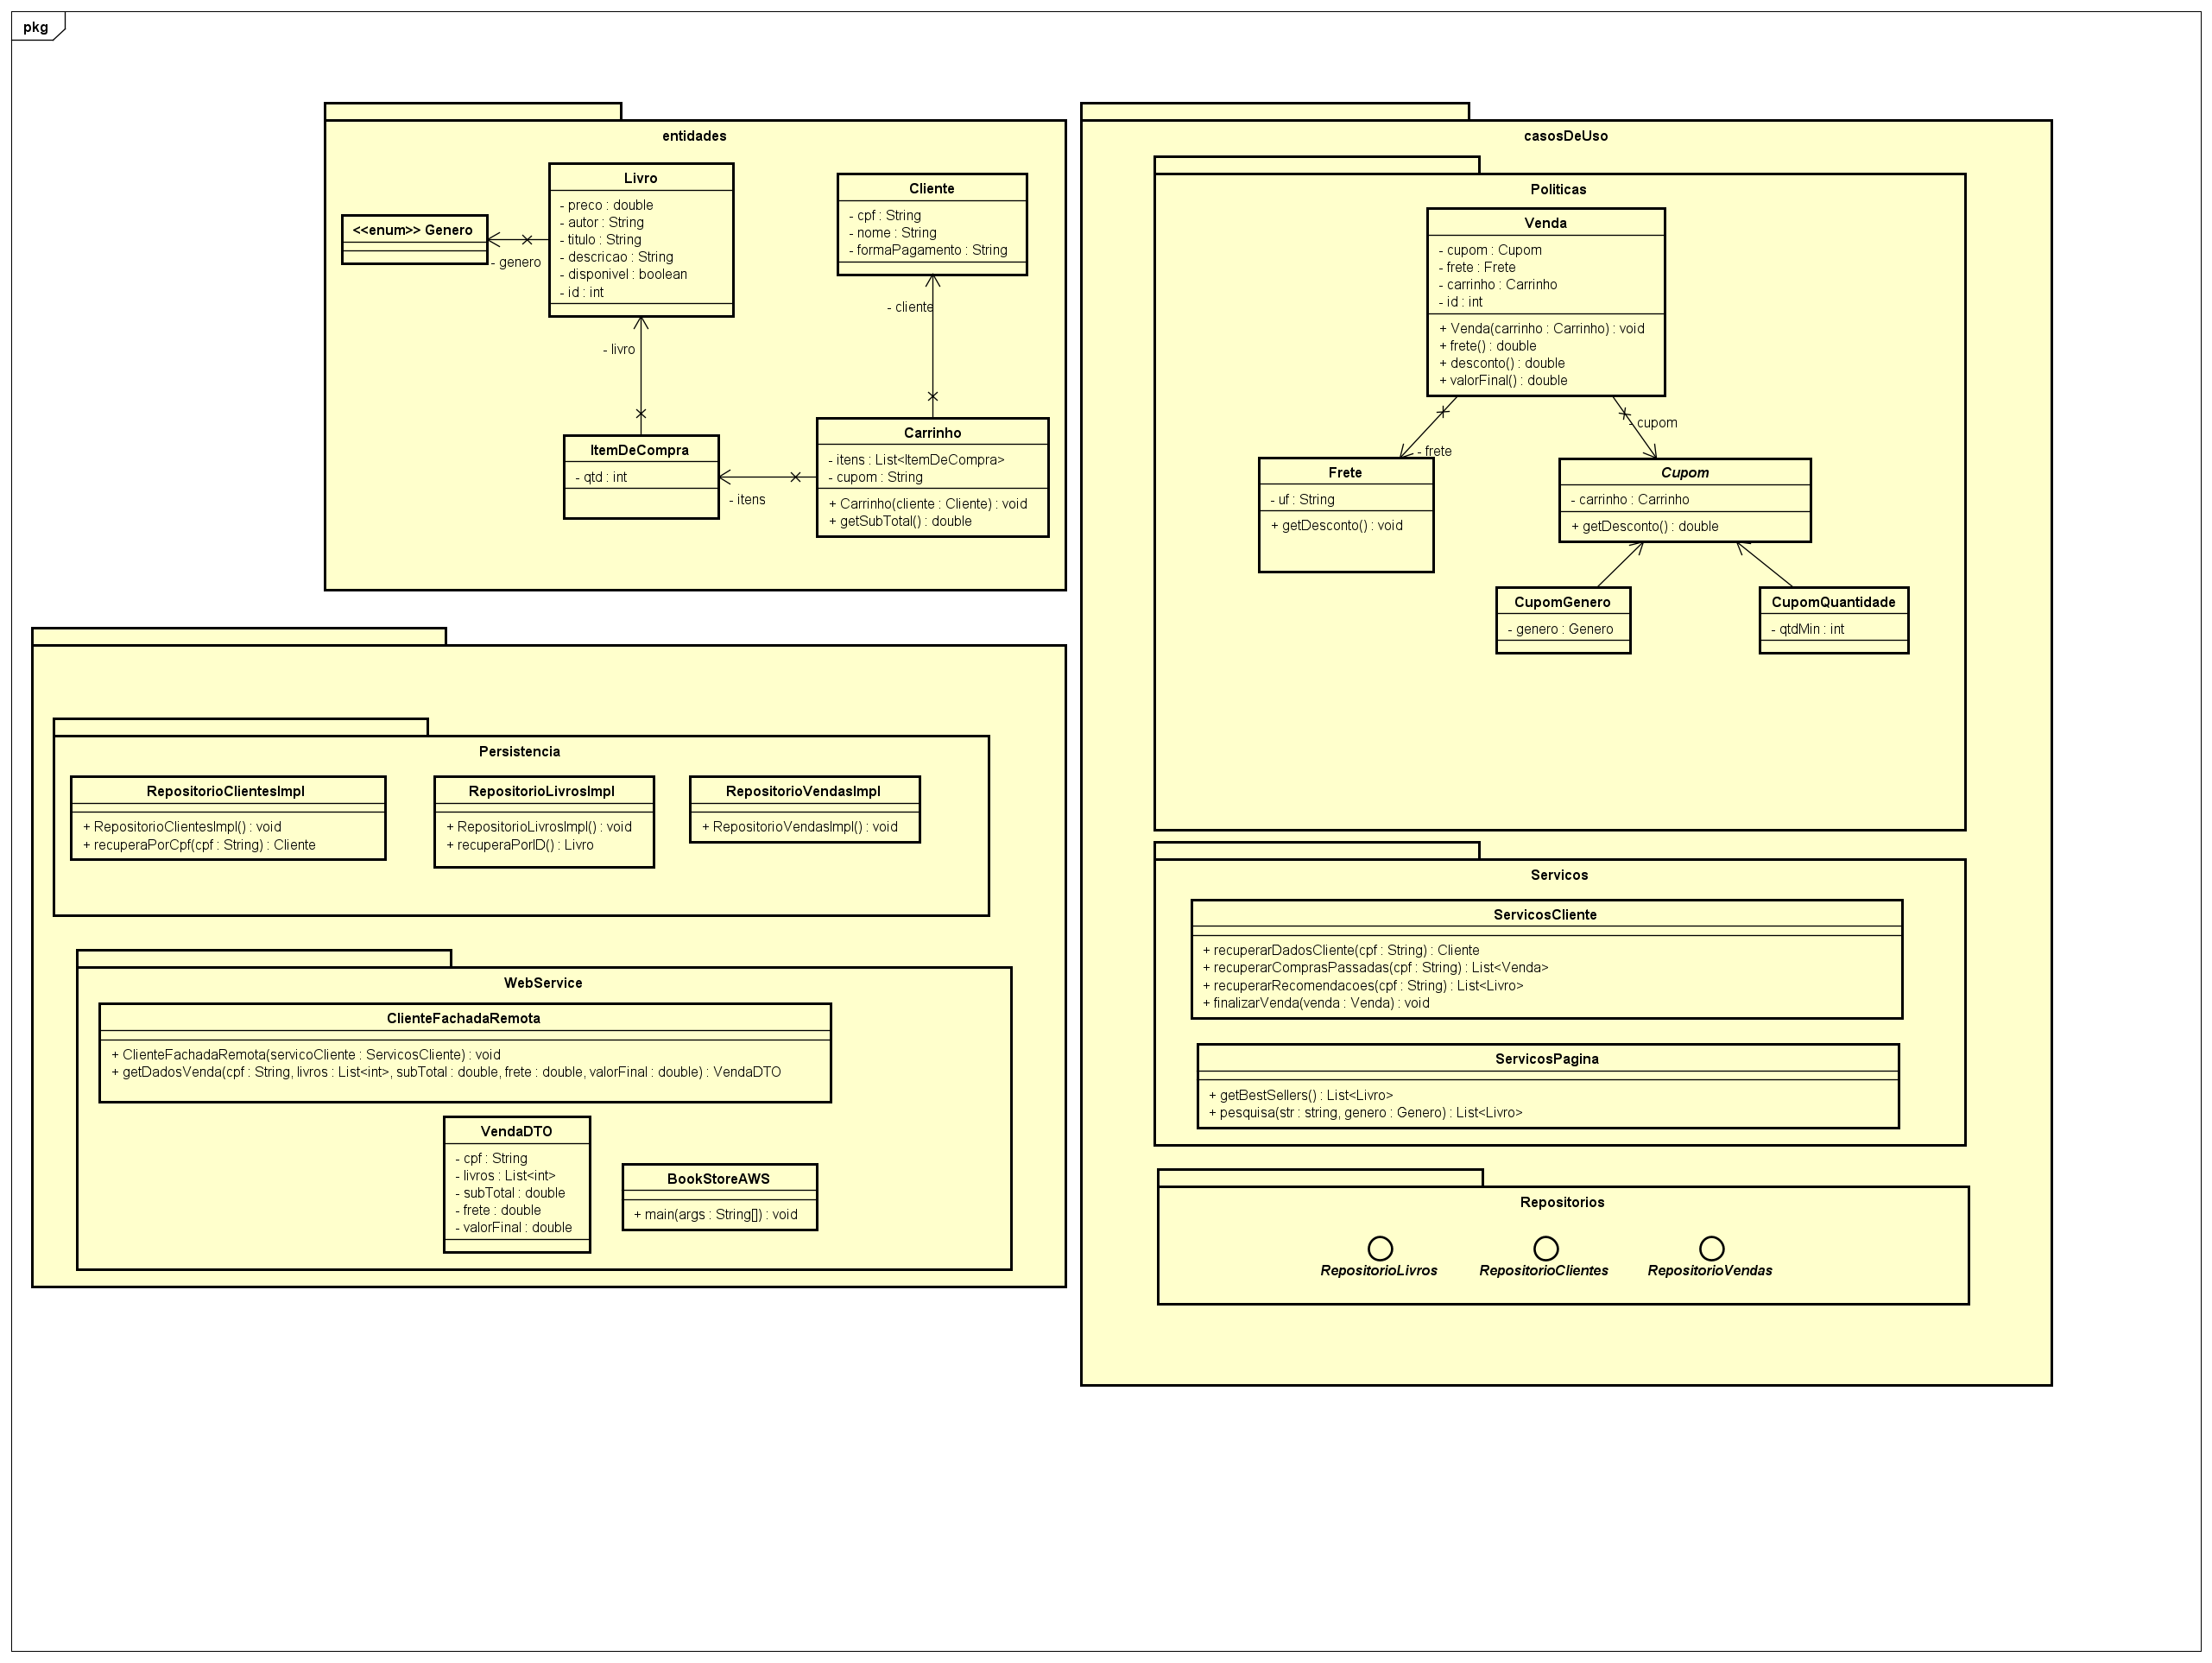 pkg
entidades
<<enum>> Genero
- genero
Livro
- preco : double
- autor : String
- titulo : String
- descricao : String
- disponivel : boolean
- id : int
- livro
Cliente
- cpf : String
- nome : String
- formaPagamento : String
- cliente
ItemDeCompra
- qtd : int
- itens
Carrinho
- itens : List<ItemDeCompra>
- cupom : String
+ Carrinho(cliente : Cliente) : void
+ getSubTotal() : double
casosDeUso
Politicas
Venda
- cupom : Cupom
- frete : Frete
- carrinho : Carrinho
- id : int
+ Venda(carrinho : Carrinho) : void
+ frete() : double
+ desconto() : double
+ valorFinal() : double
- frete
- cupom
Frete
- uf : String
+ getDesconto() : void
Cupom
- carrinho : Carrinho
+ getDesconto() : double
CupomGenero
- genero : Genero
CupomQuantidade
- qtdMin : int
Persistencia
RepositorioClientesImpl
+ RepositorioClientesImpl() : void
+ recuperaPorCpf(cpf : String) : Cliente
RepositorioLivrosImpl
+ RepositorioLivrosImpl() : void
+ recuperaPorID() : Livro
RepositorioVendasImpl
+ RepositorioVendasImpl() : void
WebService
ClienteFachadaRemota
+ ClienteFachadaRemota(servicoCliente : ServicosCliente) : void
+ getDadosVenda(cpf : String, livros : List<int>, subTotal : double, frete : double, valorFinal : double) : VendaDTO
VendaDTO
- cpf : String
- livros : List<int>
- subTotal : double
- frete : double
- valorFinal : double
BookStoreAWS
+ main(args : String[]) : void
Servicos
ServicosCliente
+ recuperarDadosCliente(cpf : String) : Cliente
+ recuperarComprasPassadas(cpf : String) : List<Venda>
+ recuperarRecomendacoes(cpf : String) : List<Livro>
+ finalizarVenda(venda : Venda) : void
ServicosPagina
+ getBestSellers() : List<Livro>
+ pesquisa(str : string, genero : Genero) : List<Livro>
Repositorios
RepositorioLivros
RepositorioClientes
RepositorioVendas